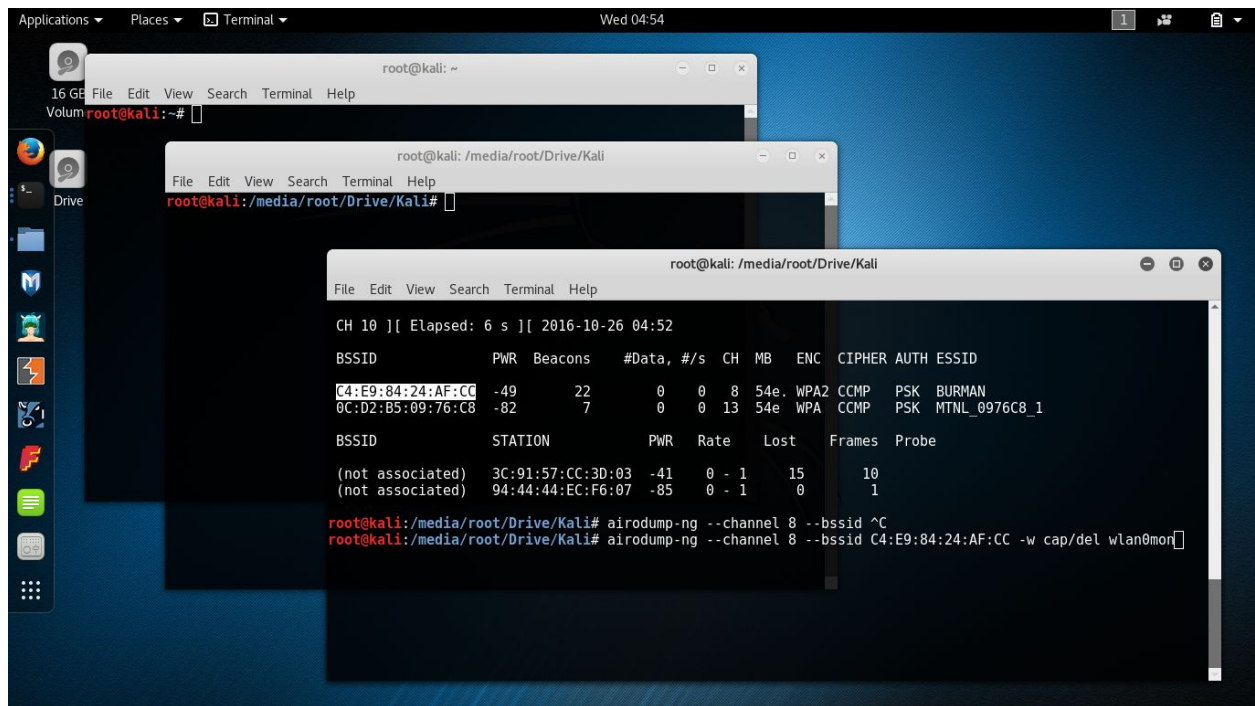 Applications Places Terminal Wed 04:54 1
root@kali: ~
16 GB File Edit View Search Terminal Help
Volum root@kali:~#
root@kali: /media/root/Drive/Kali
File Edit View Search Terminal Help
Drive root@kali:/media/root/Drive/Kali#
root@kali: /media/root/Drive/Kali
File Edit View Search Terminal Help
CH 10 ][ Elapsed: 6 s ][ 2016-10-26 04:52
BSSID PWR Beacons #Data, #/s CH MB ENC CIPHER AUTH ESSID
C4:E9:84:24:AF:CC -49 22 0 0 8 54e. WPA2 CCMP PSK BURMAN
0C:D2:B5:09:76:C8 -82 7 0 0 13 54e WPA CCMP PSK MTNL_0976C8_1
BSSID STATION PWR Rate Lost Frames Probe
(not associated) 3C:91:57:CC:3D:03 -41 0 - 1 15 10
(not associated) 94:44:44:EC:F6:07 -85 0 - 1 0 1
root@kali:/media/root/Drive/Kali# airodump-ng --channel 8 --bssid ^C
root@kali:/media/root/Drive/Kali# airodump-ng --channel 8 --bssid C4:E9:84:24:AF:CC -w cap/del wlan0mon